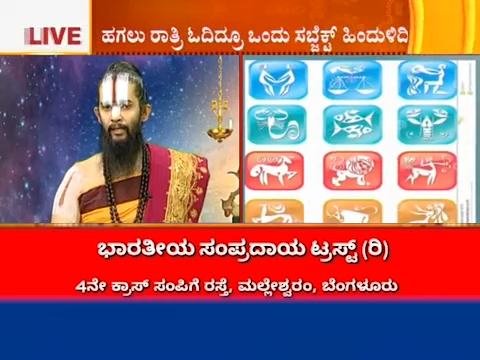 LIVE
ಹಗಲು ರಾತ್ರಿ ಓದಿದ್ರೂ ಒಂದು ಸಬ್ಜೆಕ್ಟ್ ಹಿಂದುಳಿದಿ
ಭಾರತೀಯ ಸಂಪ್ರದಾಯ ಟ್ರಸ್ಟ್ (ರಿ)
4ನೇ ಕ್ರಾಸ್ ಸಂಪಿಗೆ ರಸ್ತೆ, ಮಲ್ಲೇಶ್ವರಂ, ಬೆಂಗಳೂರು